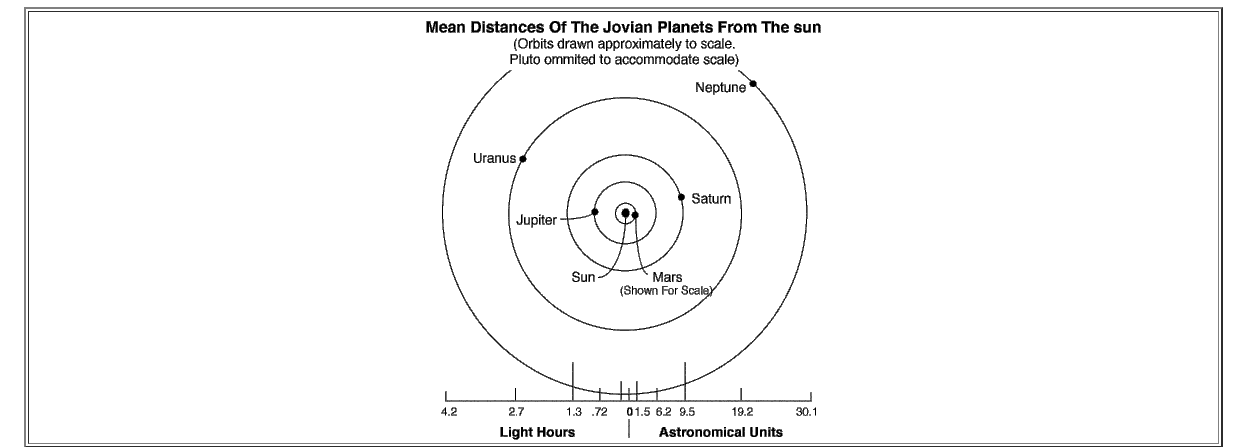 Mean Distances Of The Jovian Planets From The sun
(Orbits drawn approximately to scale.
Pluto ommited to accommodate scale)
Neptune
Uranus
Saturn
Jupiter
Sun
Mars
(Shown For Scale)
4.2 2.7 1.3 .72 0 1.5 6.2 9.5 19.2 30.1
Light Hours Astronomical Units